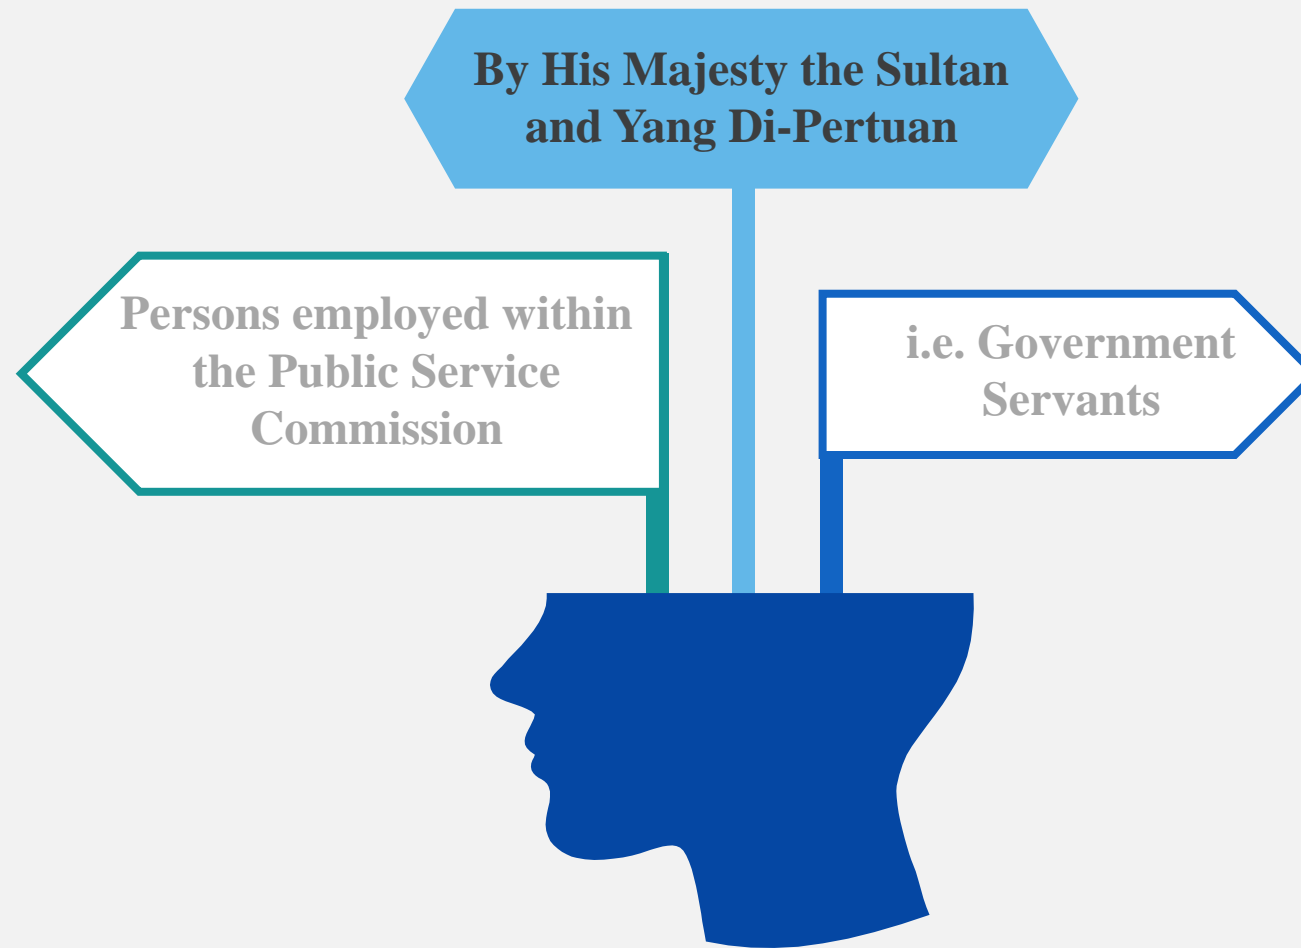 By His Majesty the Sultan
and Yang Di-Pertuan
Persons employed within
the Public Service
Commission
i.e. Government
Servants